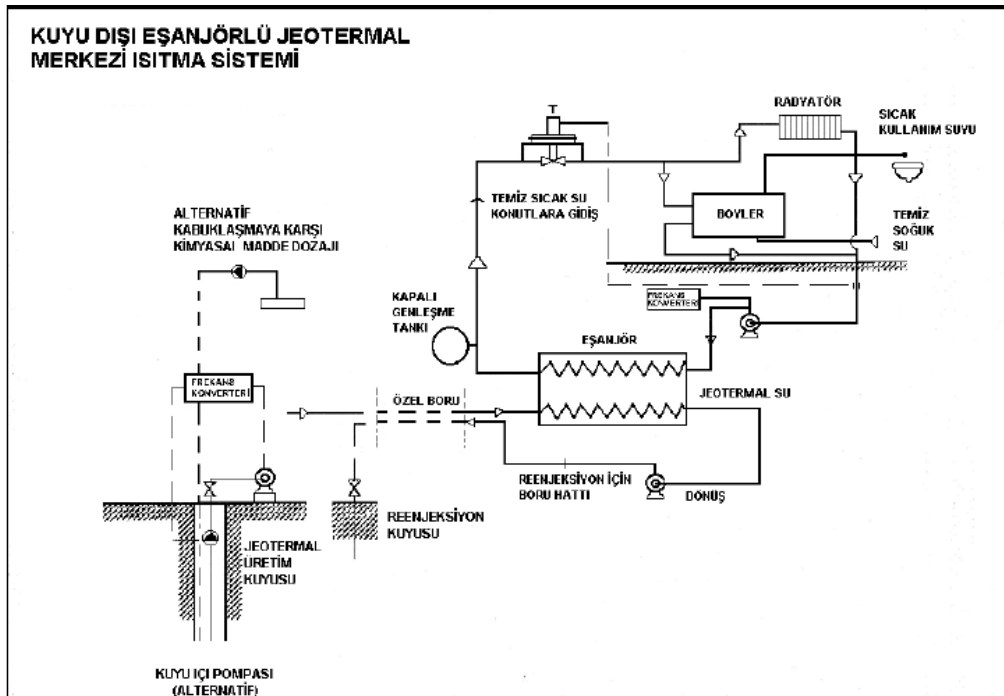 KUYU DIŞI EŞANJÖRLÜ JEOTERMAL
MERKEZİ ISITMA SİSTEMİ
T
RADYATÖR
SICAK
KULLANIM SUYU
TEMİZ SICAK SU
KONUTLARA GİDİŞ
BOYLER
TEMİZ
SOĞUK
SU
ALTERNATİF
KABUKLAŞMAYA KARŞI
KİMYASAl MADDE DOZAJI
KAPALI
GENLEŞME
TANKI
FREKANS
KONVERTERİ
EŞANJÖR
FREKANS
KONVERTERİ
ÖZEL BORU
JEOTERMAL SU
REENJEKSİYON İÇİN
BORU HATTI
DÖNÜŞ
REENJEKSİYON
KUYUSU
JEOTERMAL
ÜRETİM
KUYUSU
KUYU IÇI POMPASI
(ALTERNATİF)